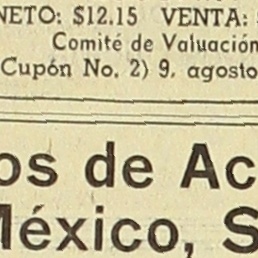 NETO: $12.15 VENTA: $
Comité de Valuación
Cupón No. 2) 9. agosto
os de Ac
México, S